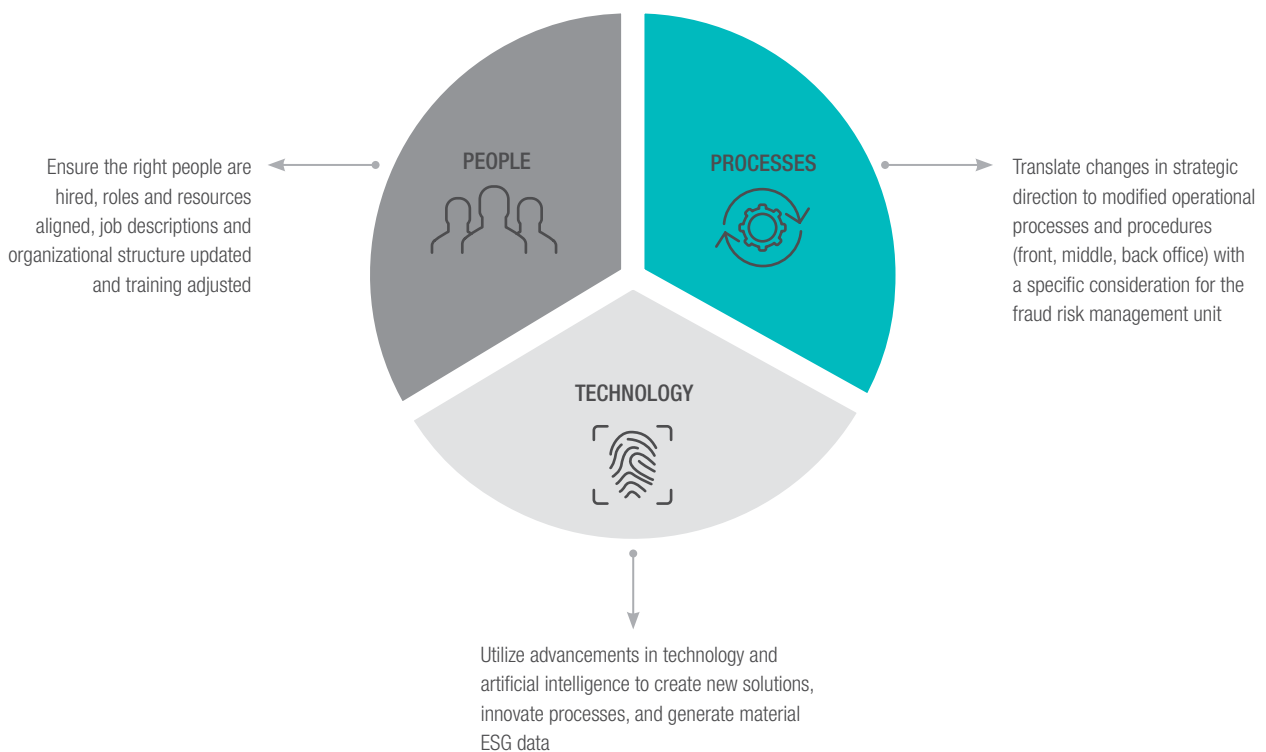 PEOPLE
Ensure the right people are
hired, roles and resources
aligned, job descriptions and
organizational structure updated
and training adjusted
PROCESSES
Translate changes in strategic
direction to modified operational
processes and procedures
(front, middle, back office) with
a specific consideration for the
fraud risk management unit
TECHNOLOGY
Utilize advancements in technology and
artificial intelligence to create new solutions,
innovate processes, and generate material
ESG data